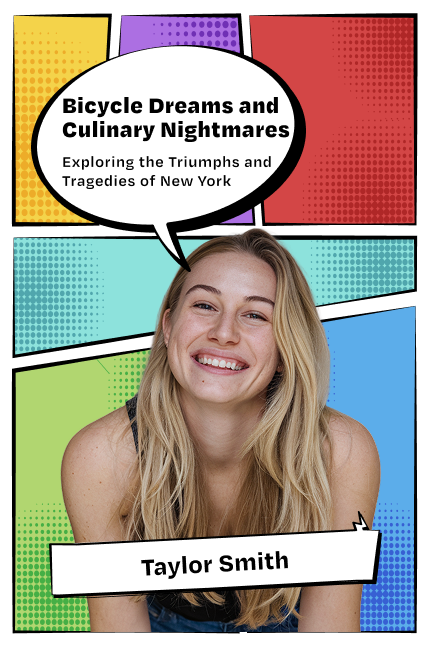 Bicycle Dreams and
Culinary Nightmares
Exploring the Triumphs and
Tragedies of New York
Taylor Smith